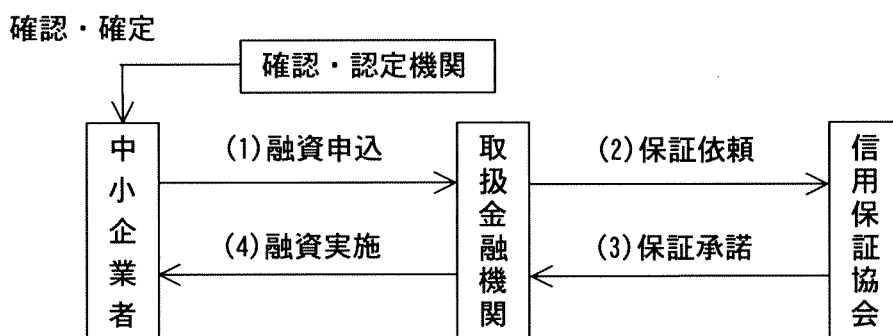 確認・確定
確認・認定機関
中小企業者
(1)融資申込
取扱金融機関
(2)保証依頼
信用保証協会
(4)融資実施
(3)保証承諾